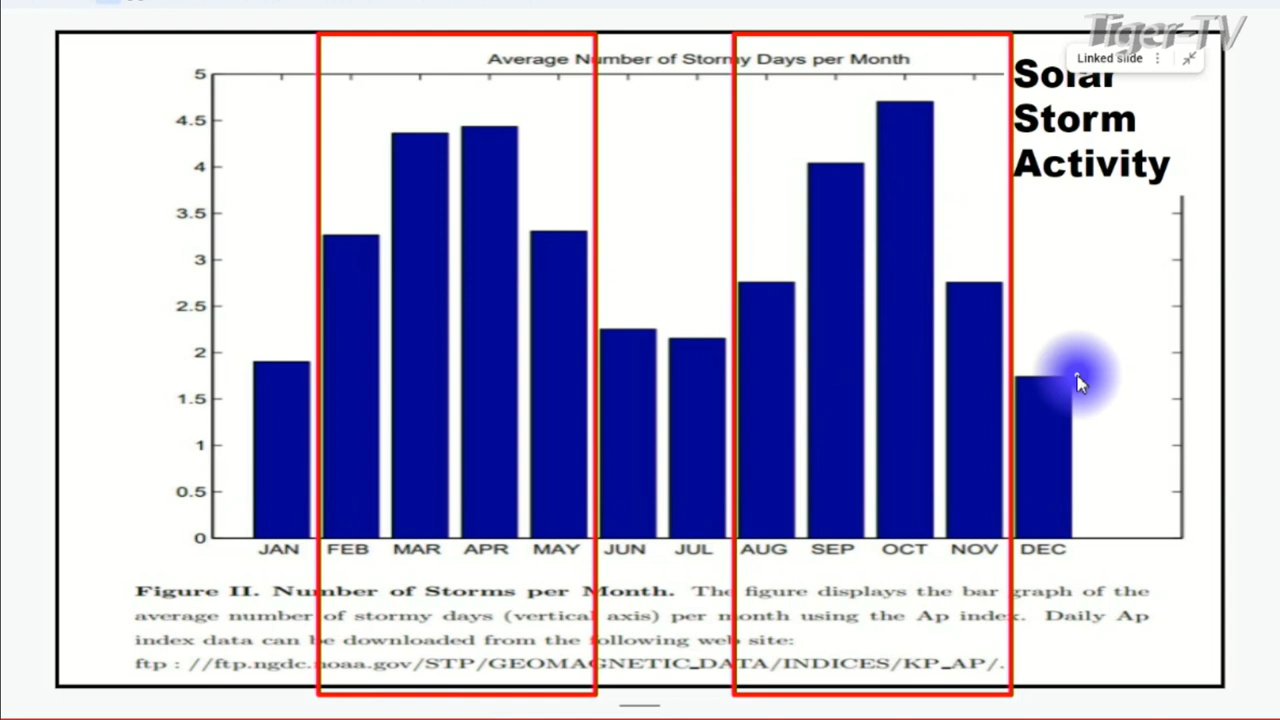 Tiger-TV
Linked slide
Average Number of Stormy Days per Month
Solar
Storm
Activity
5
4.5
4
3.5
3
2.5
2
1.5
1
0.5
0
JAN FEB MAR APR MAY JUN JUL AUG SEP OCT NOV DEC
Figure II. Number of Storms per Month. The figure displays the bar graph of the
average number of stormy days (vertical axis) per month using the Ap index. Daily Ap
index data can be downloaded from the following web site:
ftp : //ftp.ngdc.noaa.gov/STP/GEOMAGNETIC_DATA/INDICES/KP_AP/.